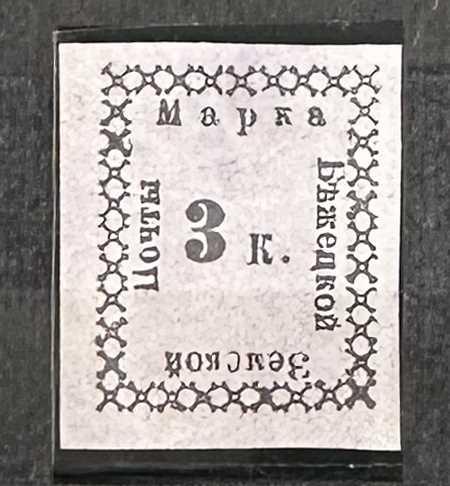 Марка
Бѣжецкой
Земской
Почты
3 к.